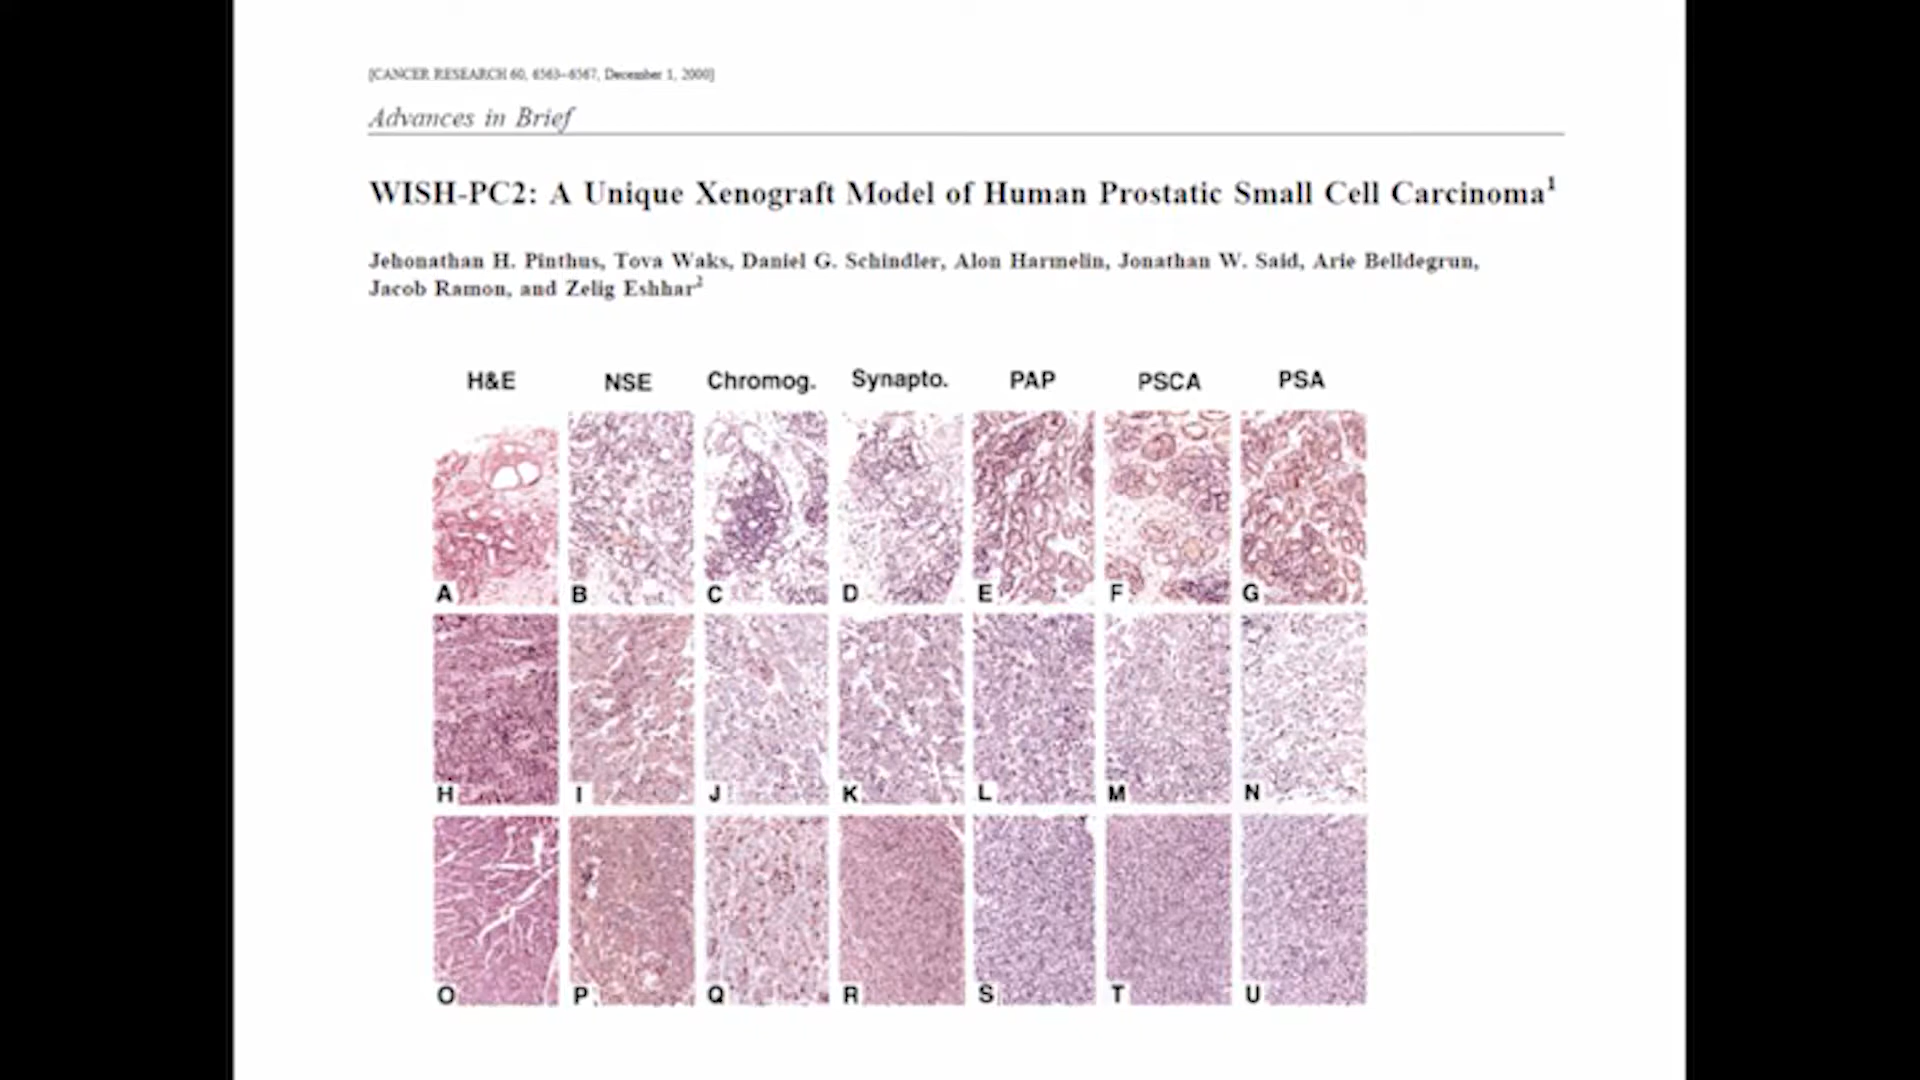 [CANCER RESEARCH 60, 6563–6567, December 1, 2000]
Advances in Brief
WISH-PC2: A Unique Xenograft Model of Human Prostatic Small Cell Carcinoma1
Jehonathan H. Pinthus, Tova Waks, Daniel G. Schindler, Alon Harmelin, Jonathan W. Said, Arie Belldegrun,
Jacob Ramon, and Zelig Eshhar2
H&E NSE Chromog. Synapto. PAP PSCA PSA
A B C D E F G
H I J K L M N
O P Q R S T U